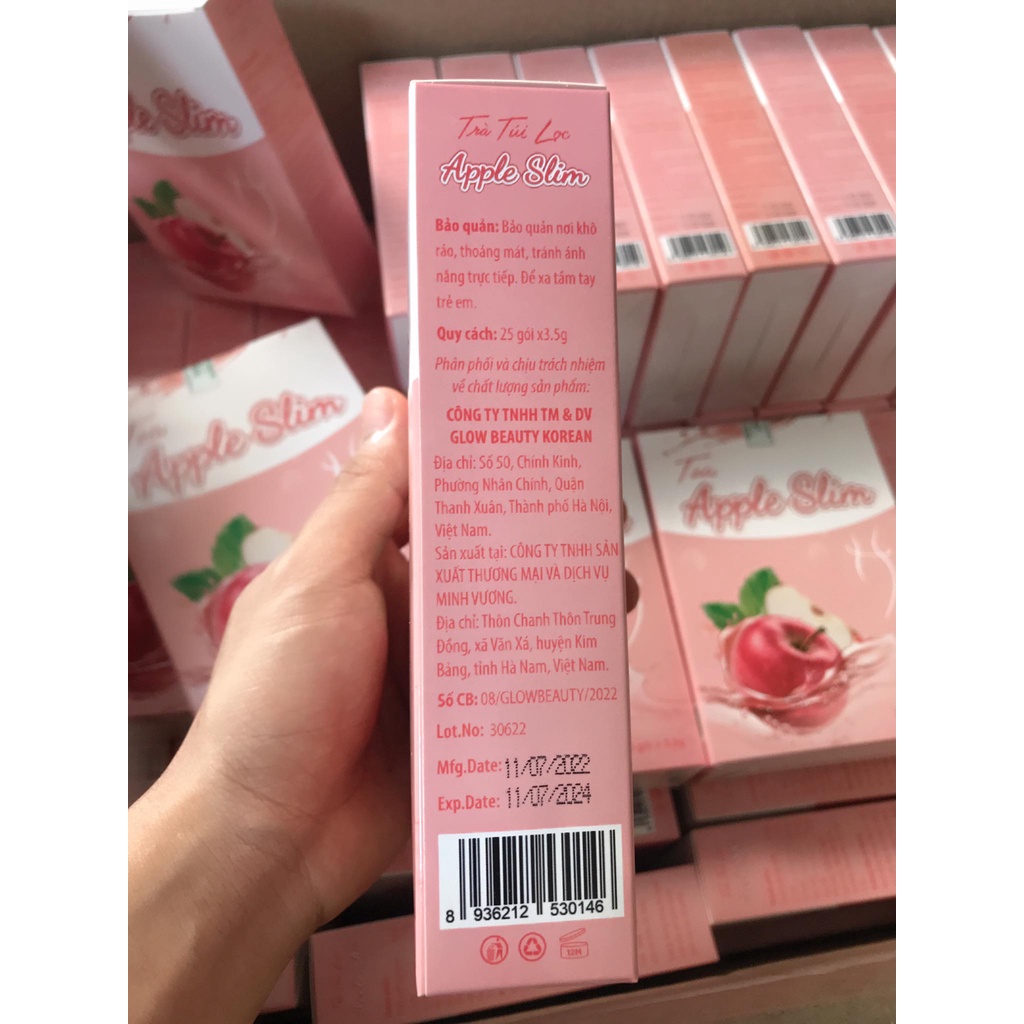 Trà Túi Lọc
Apple Slim
Bảo quản: Bảo quản nơi khô
ráo, thoáng mát, tránh ánh
nắng trực tiếp. Để xa tầm tay
trẻ em.
Quy cách: 25 gói x3.5g
Phân phối và chịu trách nhiệm
về chất lượng sản phẩm:
CÔNG TY TNHH TM & DV
GLOW BEAUTY KOREAN
Địa chỉ: Số 50, Chính Kinh,
Phường Nhân Chính, Quận
Thanh Xuân, Thành phố Hà Nội,
Việt Nam.
Sản xuất tại: CÔNG TY TNHH SẢN
XUẤT THƯƠNG MẠI VÀ DỊCH VỤ
MINH VƯƠNG.
Địa chỉ: Thôn Chanh Thôn Trung
Đồng, xã Văn Xá, huyện Kim
Bảng, tỉnh Hà Nam, Việt Nam.
Số CB: 08/GLOWBEAUTY/2022
Lot.No: 30622
Mfg.Date: 11/07/2022
Exp.Date: 11/07/2024
8 936212 530146
12M
Slim
Trà
Apple Slim
Trà
Apple Slim